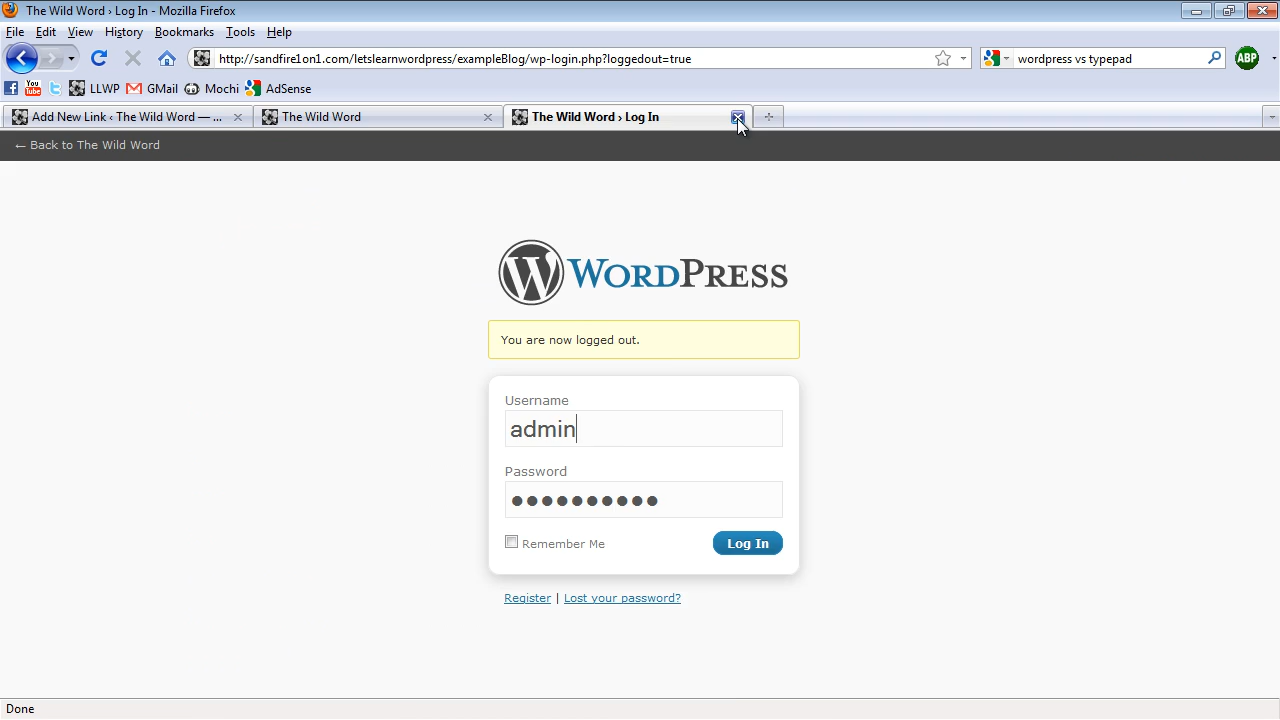 The Wild Word › Log In - Mozilla Firefox
File Edit View History Bookmarks Tools Help
http://sandfire1on1.com/letslearnwordpress/exampleBlog/wp-login.php?loggedout=true
wordpress vs typepad
ABP
You Tube
LLWP GMail Mochi AdSense
Add New Link ‹ The Wild Word — ...
The Wild Word
The Wild Word › Log In
← Back to The Wild Word
WORDPRESS
You are now logged out.
Username
admin
Password
Remember Me
Log In
Register | Lost your password?
Done